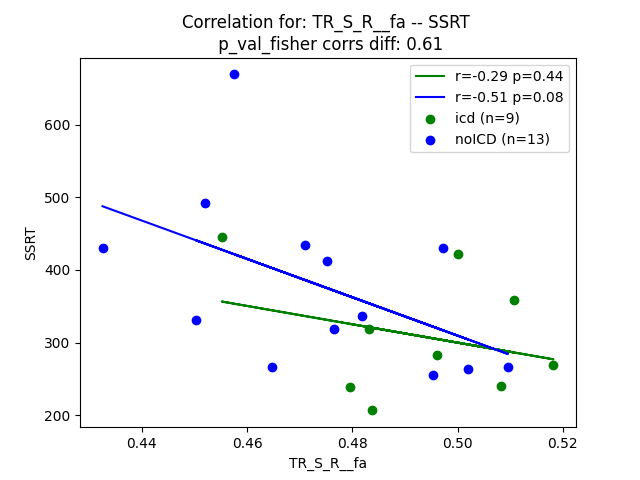 Correlation for: TR_S_R__fa -- SSRT
p_val_fisher corrs diff: 0.61
r=-0.29 p=0.44
r=-0.51 p=0.08
icd (n=9)
noICD (n=13)
600
500
400
300
200
SSRT
0.44 0.46 0.48 0.50 0.52
TR_S_R__fa